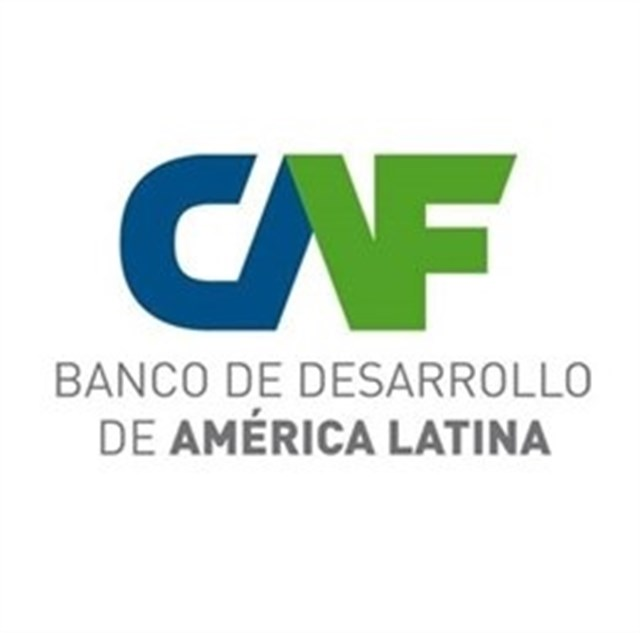 CAF
BANCO DE DESARROLLO
DE AMÉRICA LATINA